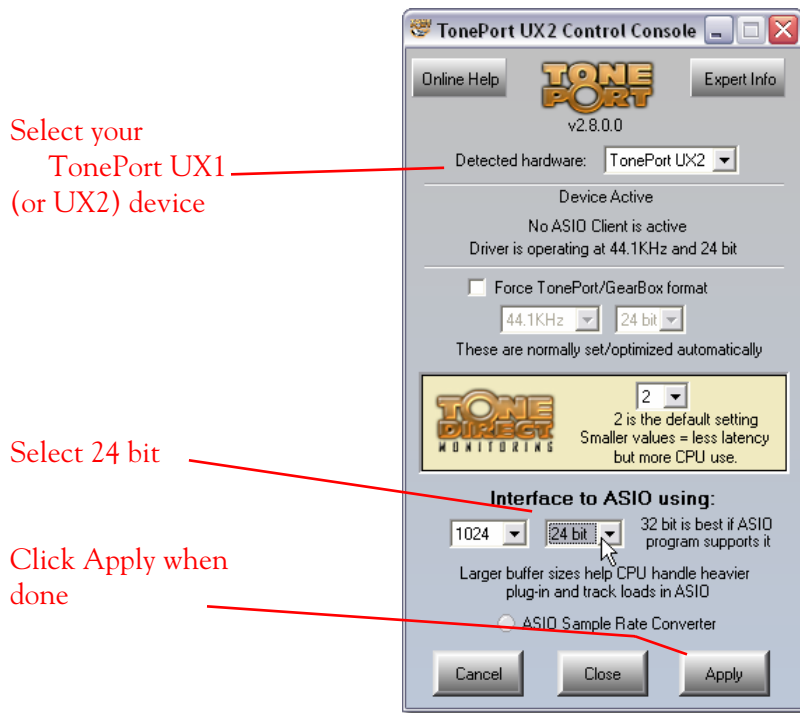 TonePort UX2 Control Console
Online Help
TONE
PORT
Expert Info
v2.8.0.0
Select your
TonePort UX1
(or UX2) device
Detected hardware: TonePort UX2
Device Active
No ASIO Client is active
Driver is operating at 44.1KHz and 24 bit
Force TonePort/GearBox format
44.1KHz 24 bit
These are normally set/optimized automatically
TONE
DIRECT
MONITORING
2
2 is the default setting
Smaller values = less latency
but more CPU use.
Select 24 bit
Interface to ASIO using:
1024 24 bit
32 bit is best if ASIO
program supports it
Click Apply when
done
Larger buffer sizes help CPU handle heavier
plug-in and track loads in ASIO
ASIO Sample Rate Converter
Cancel Close Apply